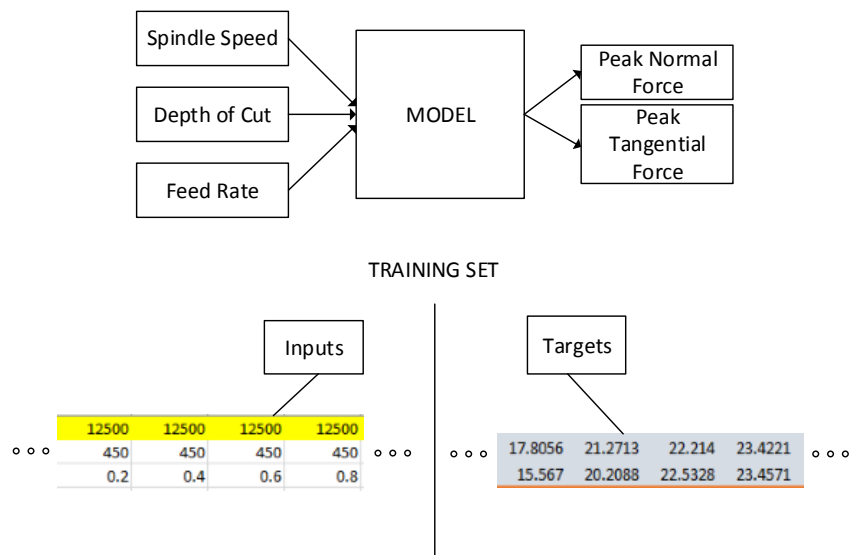 Spindle Speed
Depth of Cut
Feed Rate
MODEL
Peak Normal
Force
Peak
Tangential
Force
TRAINING SET
Inputs
Targets
12500 12500 12500 12500
450 450 450 450
0.2 0.4 0.6 0.8
17.8056 21.2713 22.214 23.4221
15.567 20.2088 22.5328 23.4571